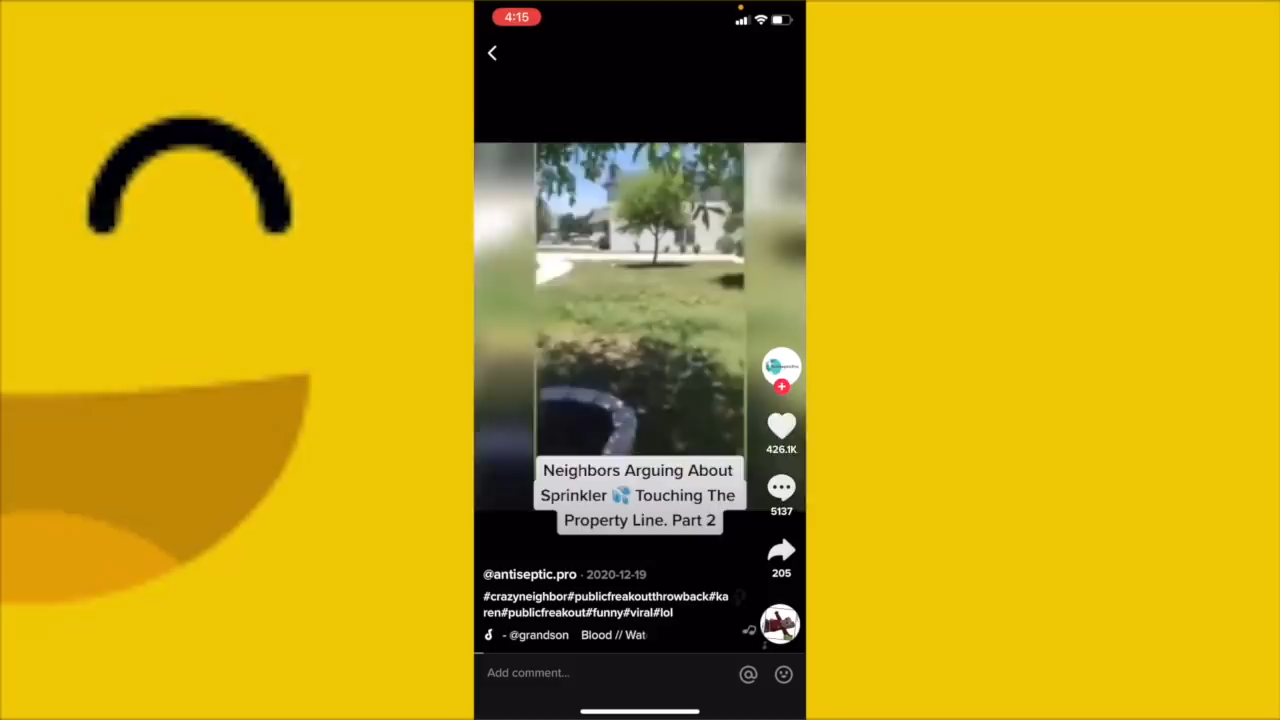 4:15
Neighbors Arguing About
Sprinkler 💦 Touching The
Property Line. Part 2
426.1K
5137
205
@antiseptic.pro · 2020-12-19
#crazyneighbor#publicfreakoutthrowback#ka
ren#publicfreakout#funny#viral#lol
- @grandson Blood // Wat
Add comment...